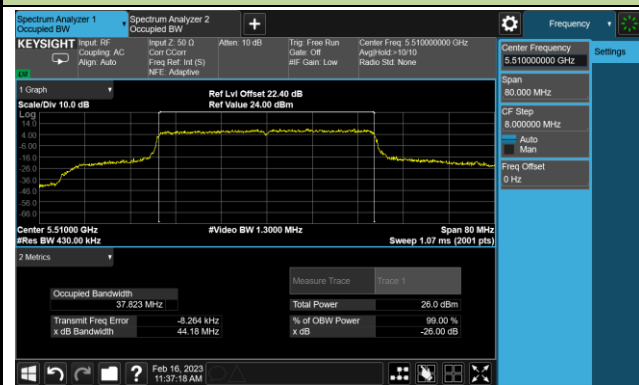 Spectrum Analyzer 1
Occupied BW
Spectrum Analyzer 2
Occupied BW
Frequency
KEYSIGHT
Input: RF
Coupling: AC
Align: Auto
Input Z: 50 Ω
Corr CCorr
Freq Ref: Int (S)
NFE: Adaptive
Atten: 10 dB
Trig: Free Run
Gate: Off
#IF Gain: Low
Center Freq: 5.510000000 GHz
Avg|Hold:>10/10
Radio Std: None
Center Frequency
5.510000000 GHz
Settings
Span
80.000 MHz
CF Step
8.000000 MHz
Auto
Man
Freq Offset
0 Hz
1 Graph
Scale/Div 10.0 dB
Ref Lvl Offset 22.40 dB
Ref Value 24.00 dBm
Log
14.0
4.00
-6.00
-16.0
-26.0
-36.0
-46.0
-56.0
-66.0
Center 5.51000 GHz
#Res BW 430.00 kHz
#Video BW 1.3000 MHz
Span 80 MHz
Sweep 1.07 ms (2001 pts)
2 Metrics
Measure Trace
Trace 1
Occupied Bandwidth
37.823 MHz
Total Power
26.0 dBm
Transmit Freq Error
-8.264 kHz
% of OBW Power
99.00 %
x dB Bandwidth
44.18 MHz
x dB
-26.00 dB
Feb 16, 2023
11:37:18 AM